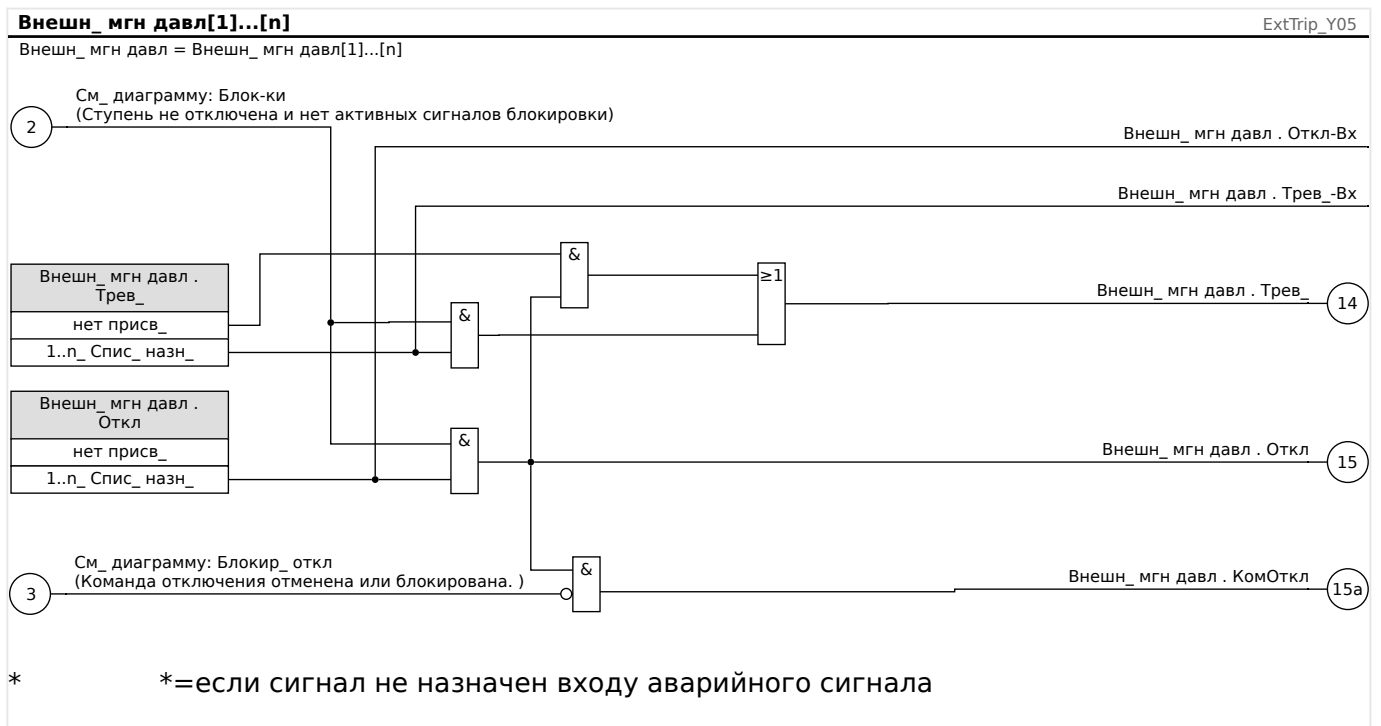 Внешн_ мгн давл[1]...[n]
ExtTrip_Y05
Внешн_ мгн давл = Внешн_ мгн давл[1]...[n]
См_ диаграмму: Блок-ки
(Ступень не отключена и нет активных сигналов блокировки)
2
Внешн_ мгн давл . Откл-Вх
Внешн_ мгн давл . Трев_-Вх
&
Внешн_ мгн давл .
Трев_
нет присв_
1..n_ Спис_ назн_
&
≥1
Внешн_ мгн давл . Трев_
14
Внешн_ мгн давл .
Откл
нет присв_
1..n_ Спис_ назн_
&
Внешн_ мгн давл . Откл
15
См_ диаграмму: Блокир_ откл
(Команда отключения отменена или блокирована. )
3
&
Внешн_ мгн давл . КомОткл
15a
* *=если сигнал не назначен входу аварийного сигнала